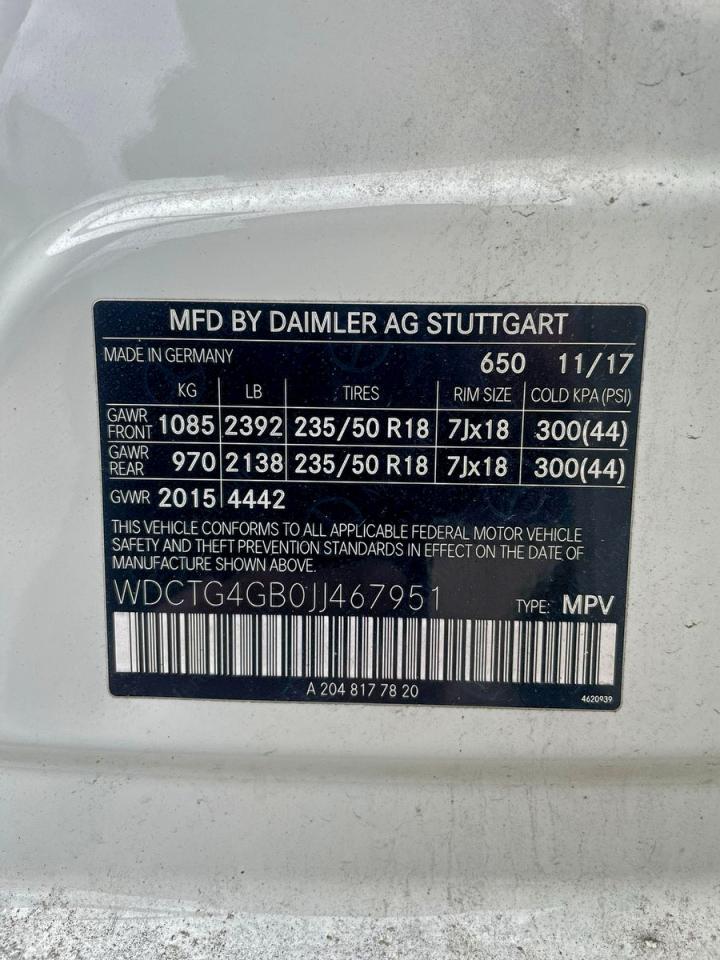 MFD BY DAIMLER AG STUTTGART
MADE IN GERMANY 650 11/17
KG LB TIRES RIM SIZE COLD KPA (PSI)
GAWR FRONT 1085 2392 235/50 R18 7Jx18 300(44)
GAWR REAR 970 2138 235/50 R18 7Jx18 300(44)
GVWR 2015 4442
THIS VEHICLE CONFORMS TO ALL APPLICABLE FEDERAL MOTOR VEHICLE
SAFETY AND THEFT PREVENTION STANDARDS IN EFFECT ON THE DATE OF
MANUFACTURE SHOWN ABOVE.
WDCTG4GB0JJ467951 TYPE: MPV
A 204 817 78 20
4620939